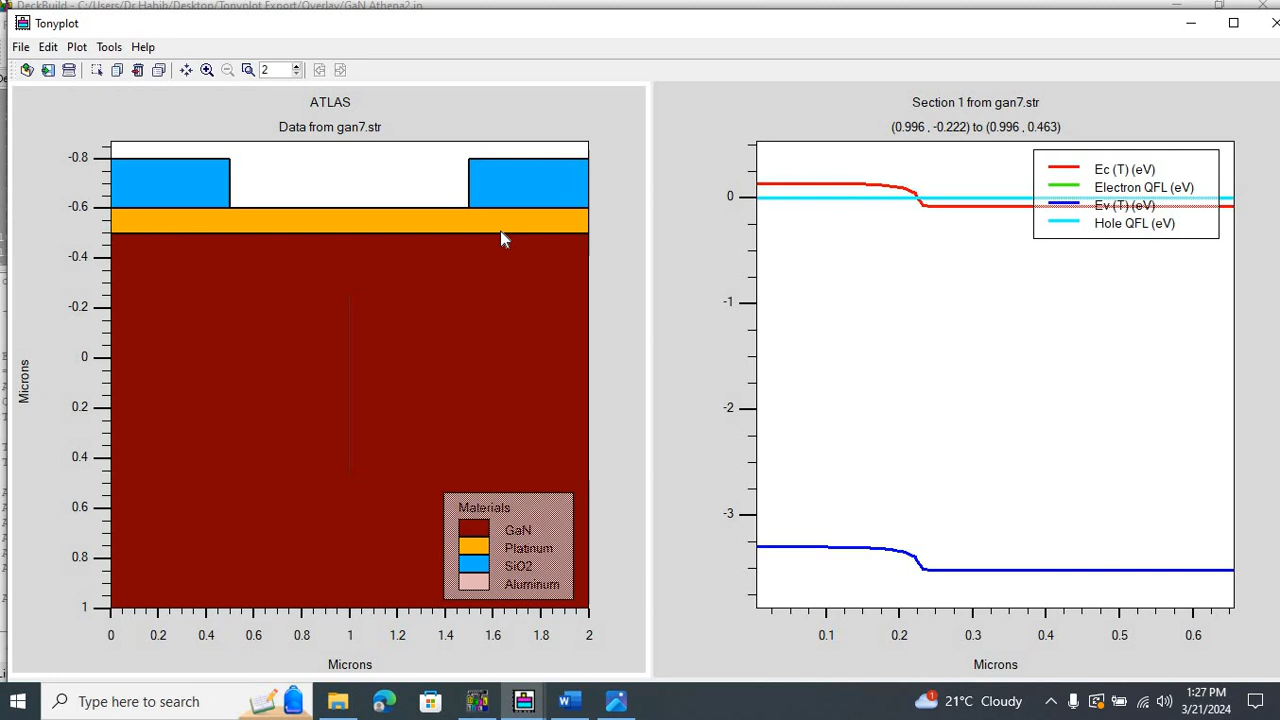 DeckBuild - C:/Users/Dr Habib/Desktop/Tonyplot Export/Overlay/GaN Athena2.in
Tonyplot
File Edit Plot Tools Help
2
ATLAS
Data from gan7.str
-0.8
-0.6
-0.4
-0.2
0
0.2
0.4
0.6
0.8
1
Microns
Materials
GaN
Platinum
SiO2
Aluminum
0 0.2 0.4 0.6 0.8 1 1.2 1.4 1.6 1.8 2
Microns
Section 1 from gan7.str
(0.996 , -0.222) to (0.996 , 0.463)
Ec (T) (eV)
Electron QFL (eV)
Ev (T) (eV)
Hole QFL (eV)
0
-1
-2
-3
0.1 0.2 0.3 0.4 0.5 0.6
Microns
Type here to search
1
21°C Cloudy
1:27 PM
3/21/2024